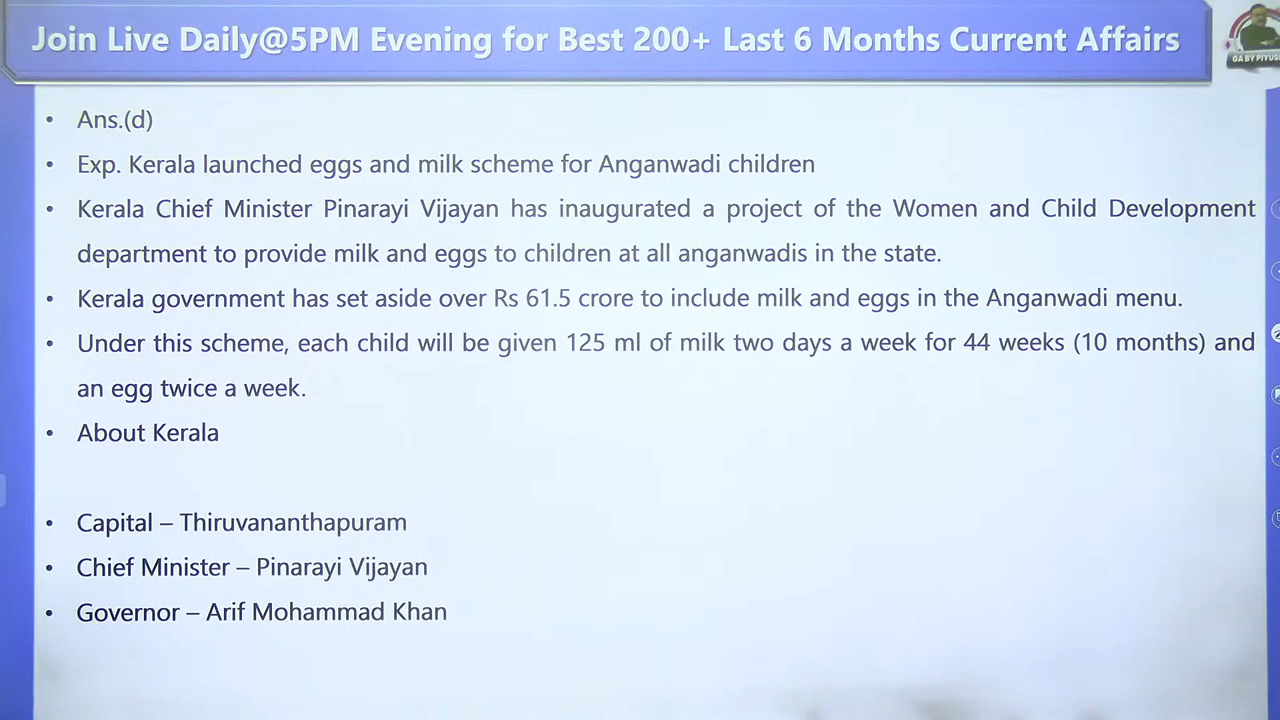 Join Live Daily@5PM Evening for Best 200+ Last 6 Months Current Affairs
• Ans.(d)
• Exp. Kerala launched eggs and milk scheme for Anganwadi children
• Kerala Chief Minister Pinarayi Vijayan has inaugurated a project of the Women and Child Development
department to provide milk and eggs to children at all anganwadis in the state.
• Kerala government has set aside over Rs 61.5 crore to include milk and eggs in the Anganwadi menu.
• Under this scheme, each child will be given 125 ml of milk two days a week for 44 weeks (10 months) and
an egg twice a week.
• About Kerala
• Capital – Thiruvananthapuram
• Chief Minister – Pinarayi Vijayan
• Governor – Arif Mohammad Khan
GA BY